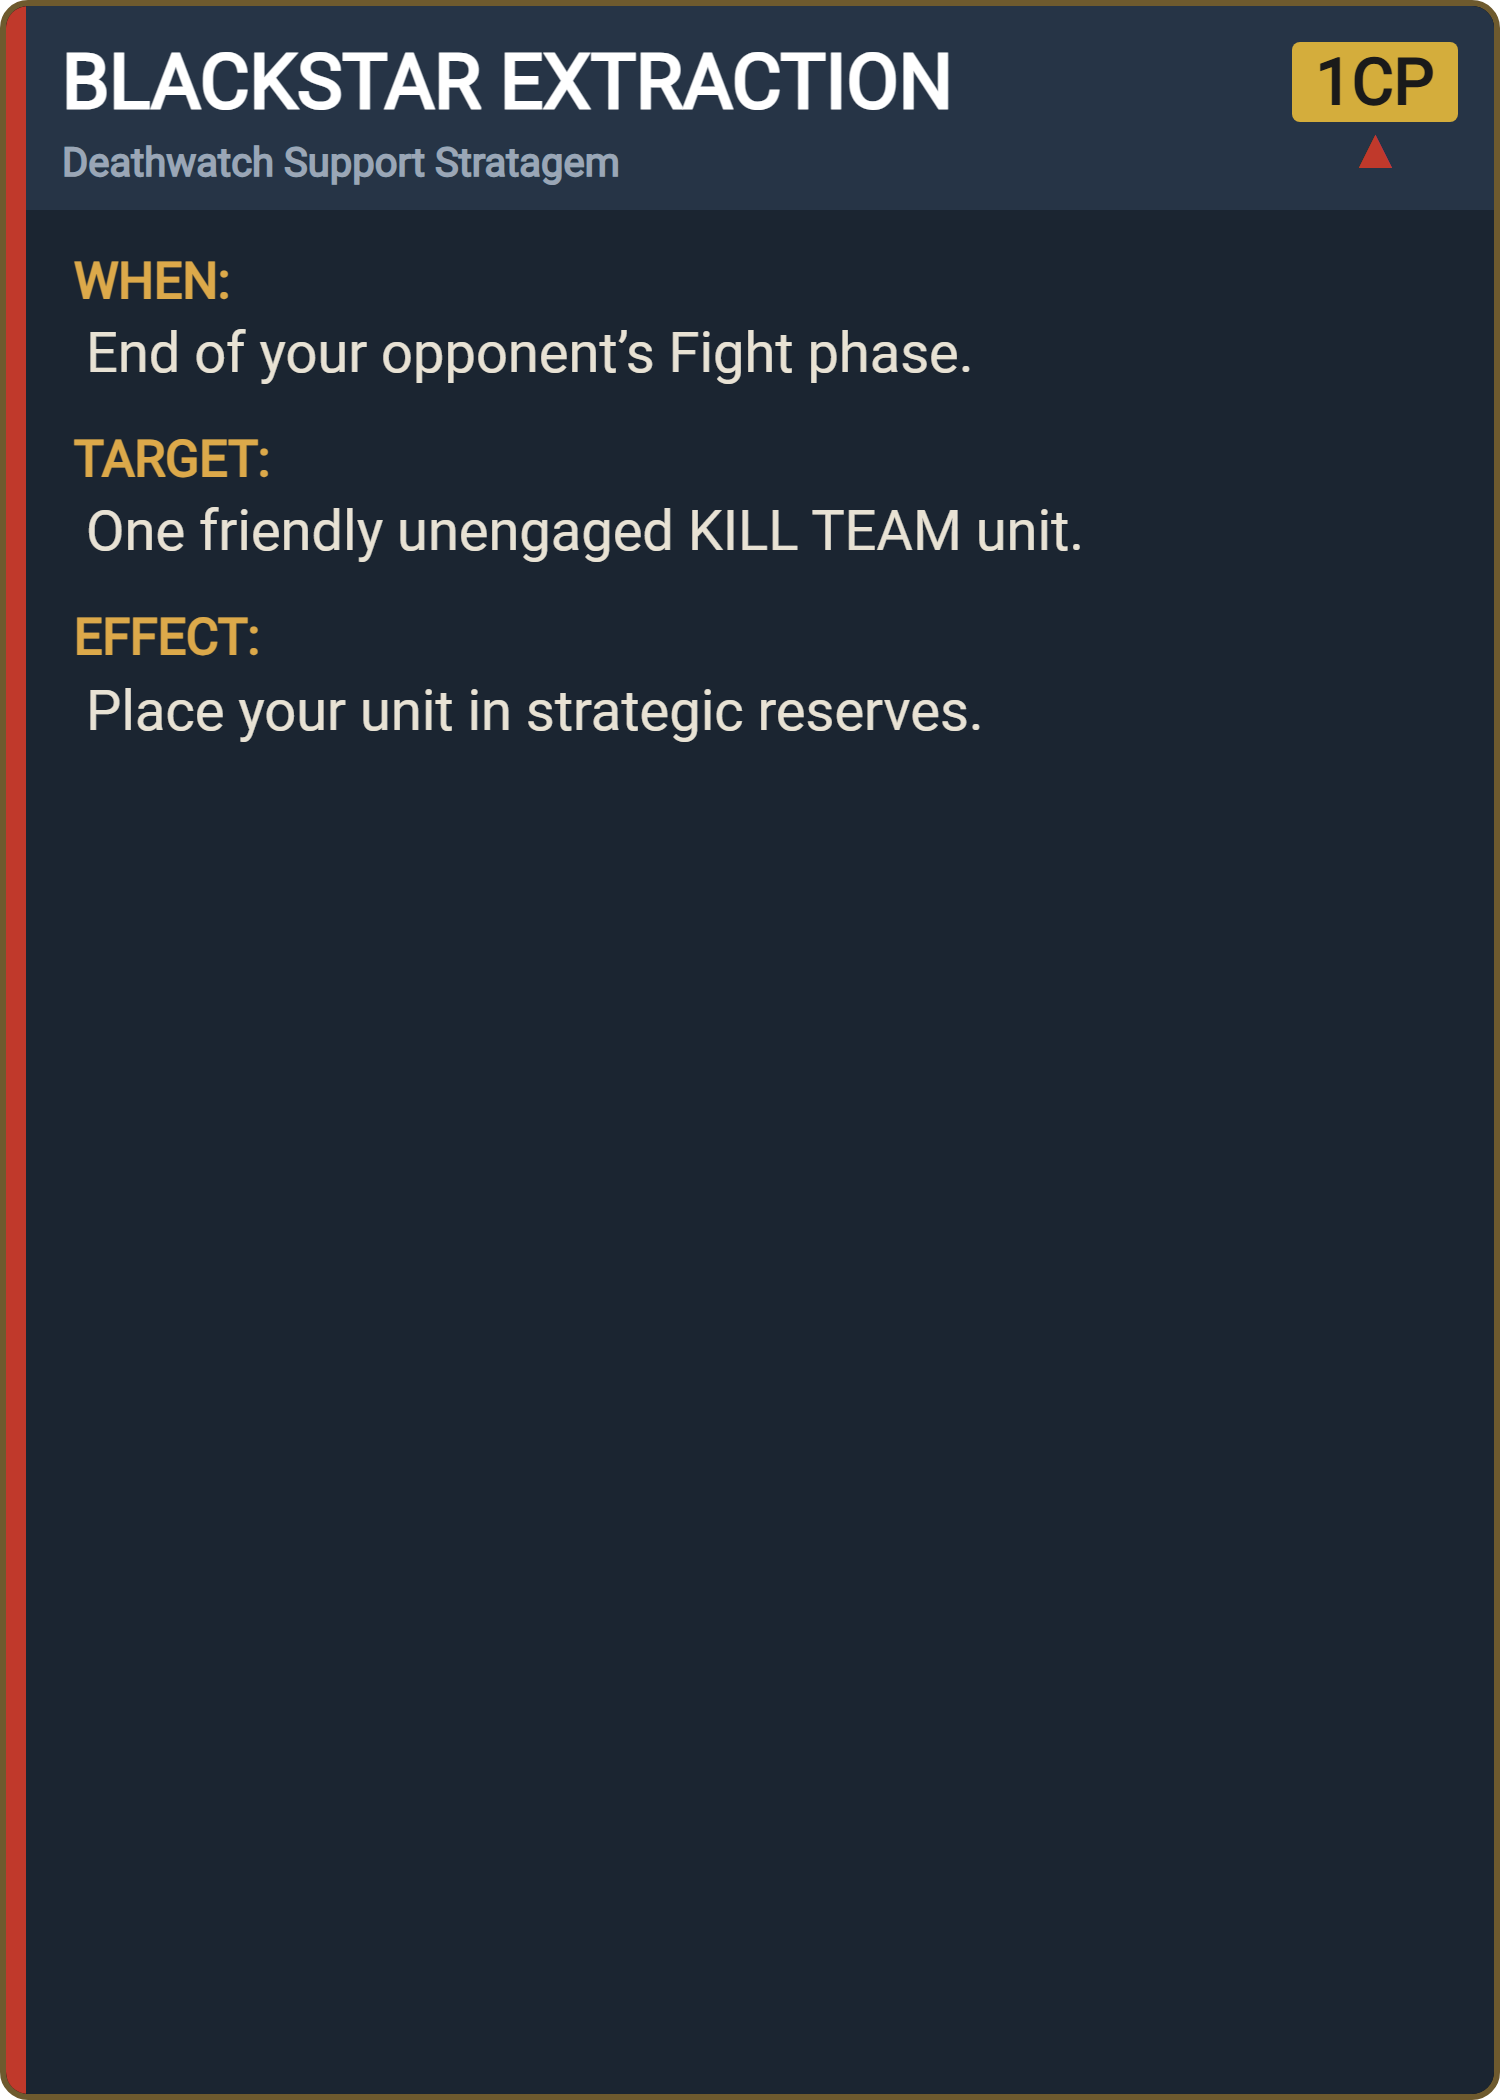 BLACKSTAR EXTRACTION
1CP
Deathwatch Support Stratagem
WHEN:
End of your opponent’s Fight phase.
TARGET:
One friendly unengaged KILL TEAM unit.
EFFECT:
Place your unit in strategic reserves.